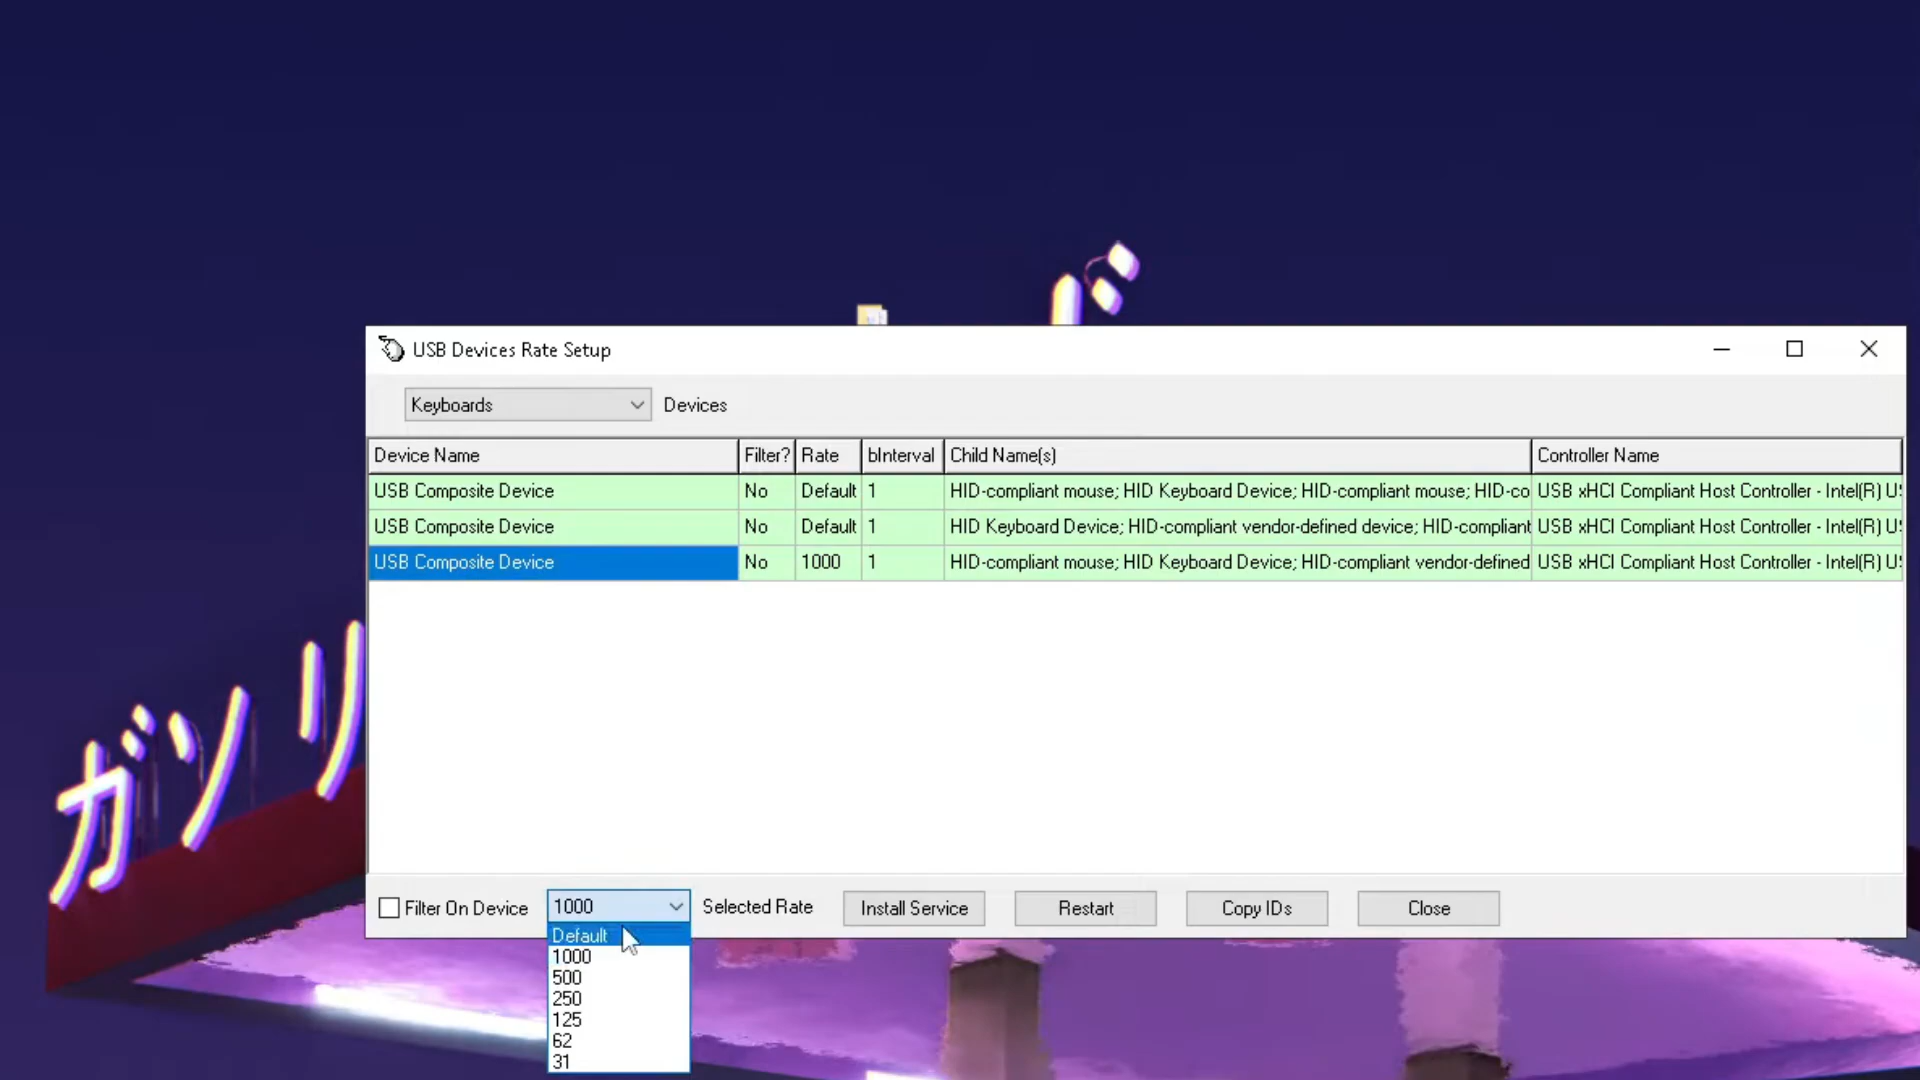 USB Devices Rate Setup
Keyboards Devices
Device Name Filter? Rate bInterval Child Name(s) Controller Name
USB Composite Device No Default 1 HID-compliant mouse; HID Keyboard Device; HID-compliant mouse; HID-co USB xHCI Compliant Host Controller - Intel(R) US
USB Composite Device No Default 1 HID Keyboard Device; HID-compliant vendor-defined device; HID-compliant USB xHCI Compliant Host Controller - Intel(R) US
USB Composite Device No 1000 1 HID-compliant mouse; HID Keyboard Device; HID-compliant vendor-defined USB xHCI Compliant Host Controller - Intel(R) US
Filter On Device 1000 Selected Rate Install Service Restart Copy IDs Close
Default
1000
500
250
125
62
31
ガソリ